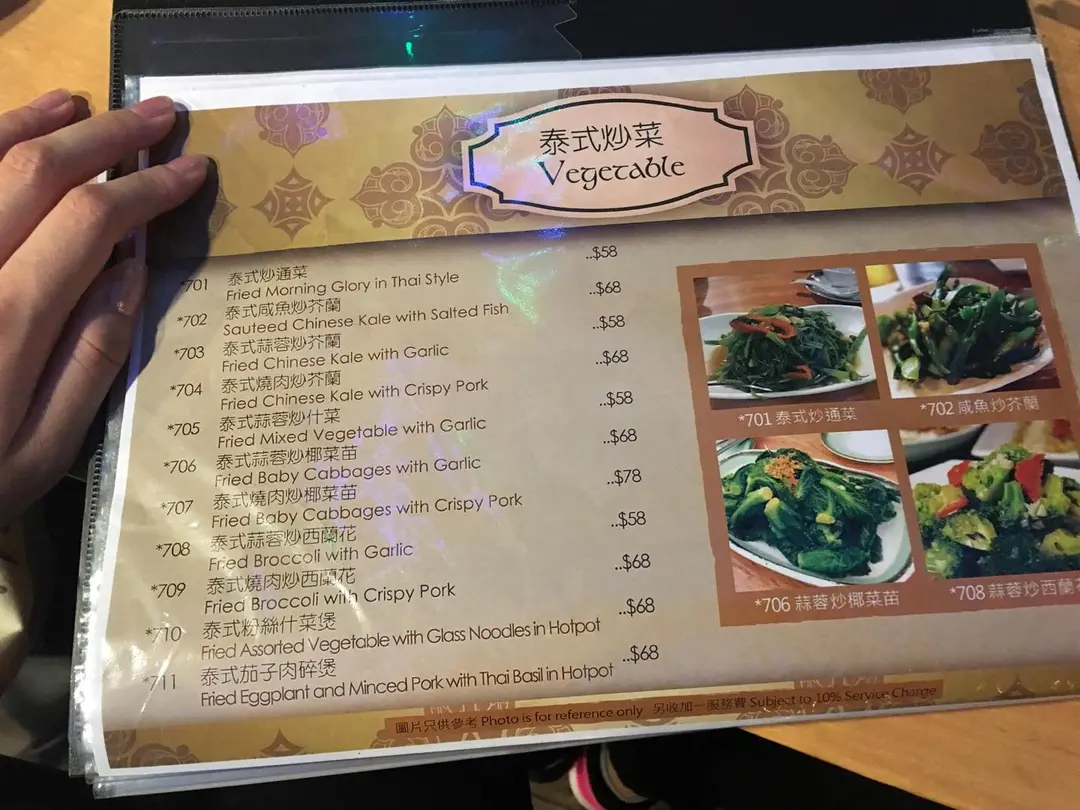 泰式炒菜
Vegetable
*701 泰式炒通菜 ..$58
Fried Morning Glory in Thai Style
*702 泰式咸魚炒芥蘭 ..$68
Sauteed Chinese Kale with Salted Fish
*703 泰式蒜蓉炒芥蘭 ..$58
Fried Chinese Kale with Garlic
*704 泰式燒肉炒芥蘭 ..$68
Fried Chinese Kale with Crispy Pork
*705 泰式蒜蓉炒什菜 ..$58
Fried Mixed Vegetable with Garlic
*706 泰式蒜蓉炒椰菜苗 ..$68
Fried Baby Cabbages with Garlic
*707 泰式燒肉炒椰菜苗 ..$78
Fried Baby Cabbages with Crispy Pork
*708 泰式蒜蓉炒西蘭花 ..$58
Fried Broccoli with Garlic
*709 泰式燒肉炒西蘭花 ..$68
Fried Broccoli with Crispy Pork
*710 泰式粉絲什菜煲 ..$68
Fried Assorted Vegetable with Glass Noodles in Hotpot
*711 泰式茄子肉碎煲 ..$68
Fried Eggplant and Minced Pork with Thai Basil in Hotpot
*701 泰式炒通菜
*702 咸魚炒芥蘭
*706 蒜蓉炒椰菜苗
*708 蒜蓉炒西蘭
圖片只供參考 Photo is for reference only 另收加一服務費 Subject to 10% Service Charge